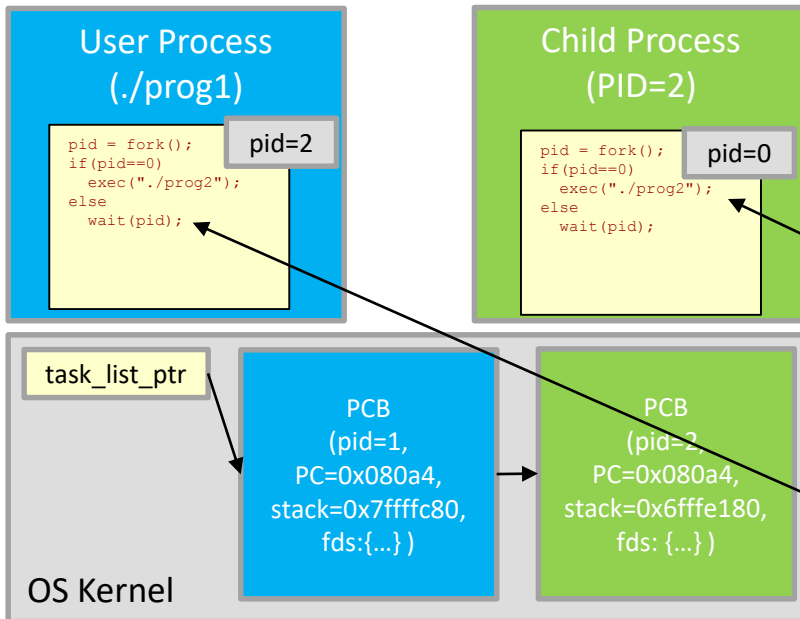 User Process
(./prog1)
pid = fork();
if(pid==0)
  exec("./prog2");
else
  wait(pid);
pid=2
Child Process
(PID=2)
pid = fork();
if(pid==0)
  exec("./prog2");
else
  wait(pid);
pid=0
task_list_ptr
PCB
(pid=1,
PC=0x080a4,
stack=0x7ffffc80,
fds:{...} )
PCB
(pid=2,
PC=0x080a4,
stack=0x6fffe180,
fds: {...} )
OS Kernel